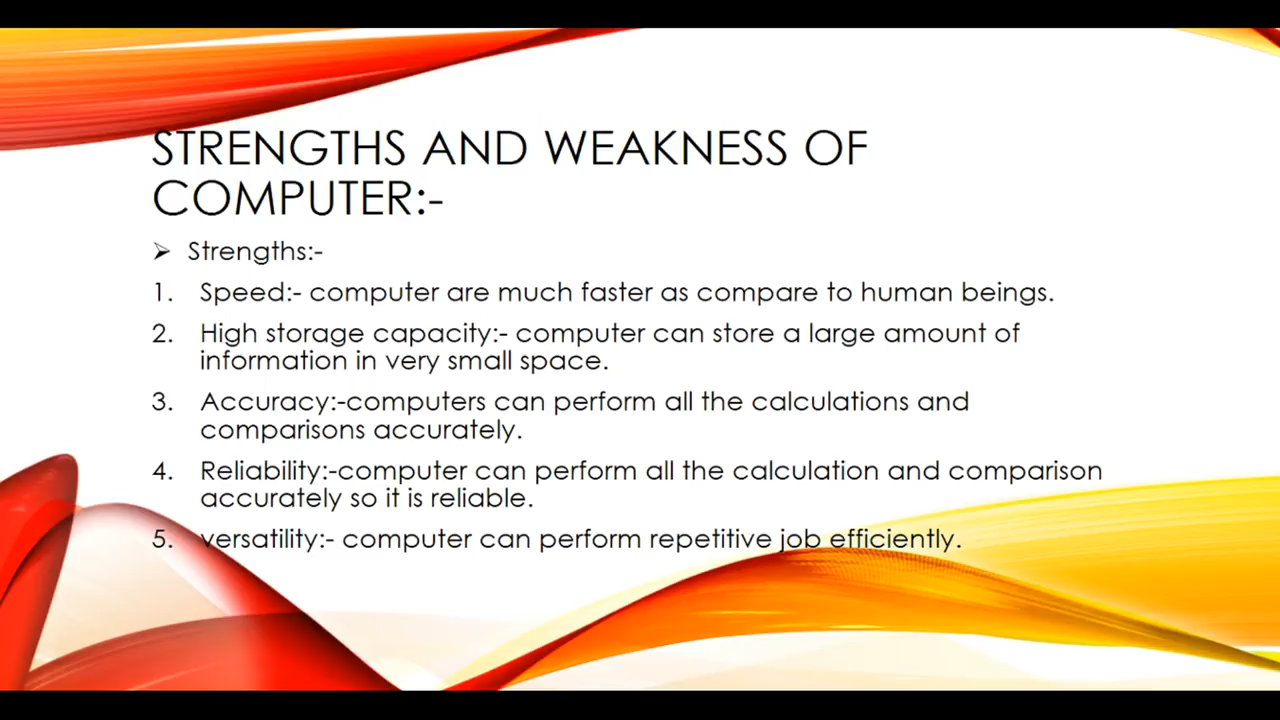 STRENGTHS AND WEAKNESS OF
COMPUTER:-
➢ Strengths:-
1. Speed:- computer are much faster as compare to human beings.
2. High storage capacity:- computer can store a large amount of
information in very small space.
3. Accuracy:-computers can perform all the calculations and
comparisons accurately.
4. Reliability:-computer can perform all the calculation and comparison
accurately so it is reliable.
5. versatility:- computer can perform repetitive job efficiently.